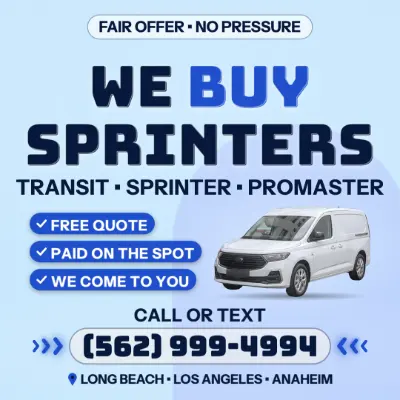 FAIR OFFER • NO PRESSURE
WE BUY
SPRINTERS
TRANSIT • SPRINTER • PROMASTER
FREE QUOTE
PAID ON THE SPOT
WE COME TO YOU
CALL OR TEXT
(562) 999-4994
LONG BEACH • LOS ANGELES • ANAHEIM